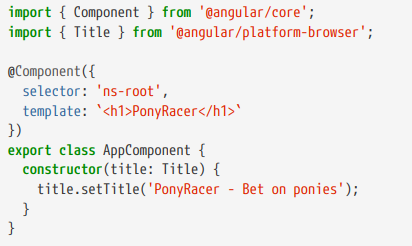 import { Component } from '@angular/core';
import { Title } from '@angular/platform-browser';

@Component({
  selector: 'ns-root',
  template: `<h1>PonyRacer</h1>`
})
export class AppComponent {
  constructor(title: Title) {
    title.setTitle('PonyRacer - Bet on ponies');
  }
}